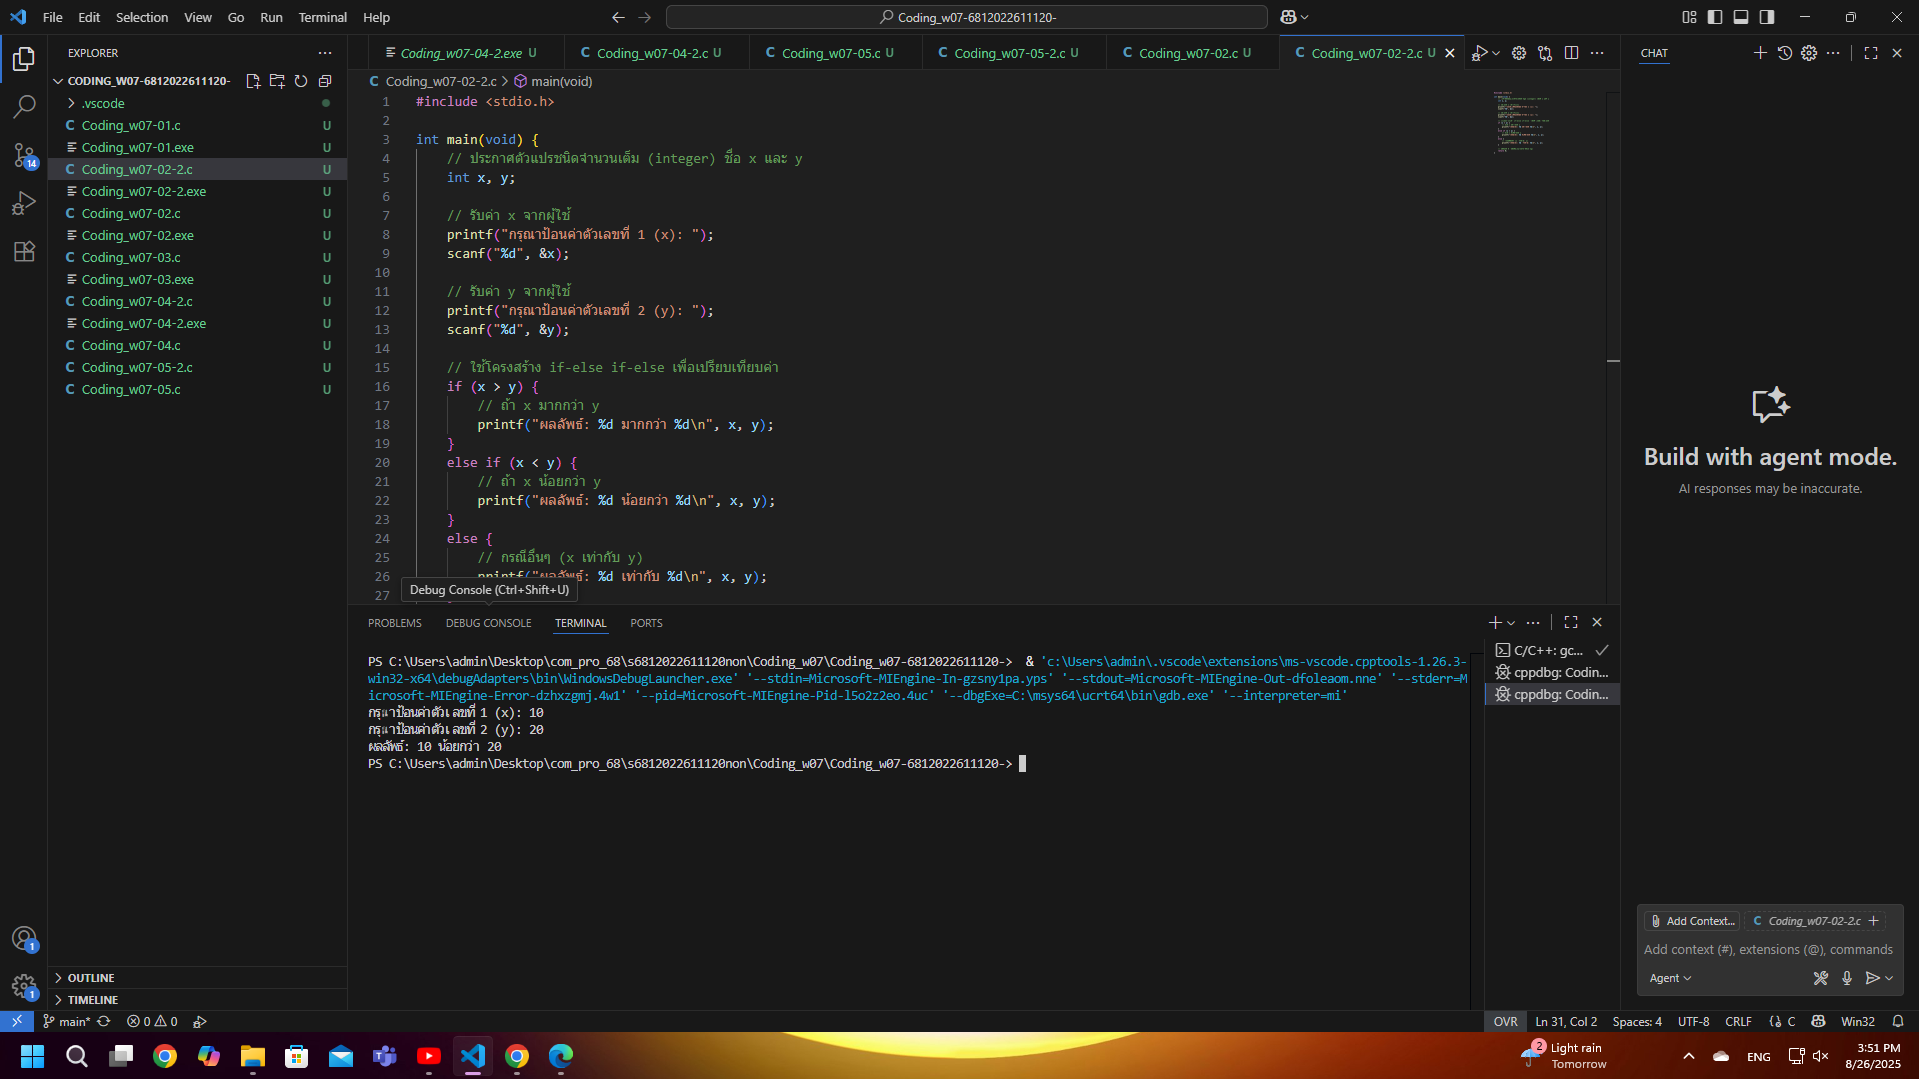 File Edit Selection View Go Run Terminal Help
Coding_w07-6812022611120-
EXPLORER
CODING_W07-6812022611120-
.vscode
Coding_w07-01.c U
Coding_w07-01.exe U
Coding_w07-02-2.c U
Coding_w07-02-2.exe U
Coding_w07-02.c U
Coding_w07-02.exe U
Coding_w07-03.c U
Coding_w07-03.exe U
Coding_w07-04-2.c U
Coding_w07-04-2.exe U
Coding_w07-04.c U
Coding_w07-05-2.c U
Coding_w07-05.c U
14
1
1
OUTLINE
TIMELINE
Coding_w07-04-2.exe U Coding_w07-04-2.c U Coding_w07-05.c U Coding_w07-05-2.c U Coding_w07-02.c U Coding_w07-02-2.c U
Coding_w07-02-2.c > main(void)
1 #include <stdio.h>
2
3 int main(void) {
4 // ประกาศตัวแปรชนิดจำนวนเต็ม (integer) ชื่อ x และ y
5 int x, y;
6
7 // รับค่า x จากผู้ใช้
8 printf("กรุณาป้อนค่าตัวเลขที่ 1 (x): ");
9 scanf("%d", &x);
10
11 // รับค่า y จากผู้ใช้
12 printf("กรุณาป้อนค่าตัวเลขที่ 2 (y): ");
13 scanf("%d", &y);
14
15 // ใช้โครงสร้าง if-else if-else เพื่อเปรียบเทียบค่า
16 if (x > y) {
17 // ถ้า x มากกว่า y
18 printf("ผลลัพธ์: %d มากกว่า %d\n", x, y);
19 }
20 else if (x < y) {
21 // ถ้า x น้อยกว่า y
22 printf("ผลลัพธ์: %d น้อยกว่า %d\n", x, y);
23 }
24 else {
25 // กรณีอื่นๆ (x เท่ากับ y)
26 printf("ผลลัพธ์: %d เท่ากับ %d\n", x, y);
27
Debug Console (Ctrl+Shift+U)
PROBLEMS DEBUG CONSOLE TERMINAL PORTS
PS C:\Users\admin\Desktop\com_pro_68\s6812022611120non\Coding_w07\Coding_w07-6812022611120-> & 'c:\Users\admin\.vscode\extensions\ms-vscode.cpptools-1.26.3-
win32-x64\debugAdapters\bin\WindowsDebugLauncher.exe' '--stdin=Microsoft-MIEngine-In-gzsny1pa.yps' '--stdout=Microsoft-MIEngine-Out-dfoleaom.nne' '--stderr=M
icrosoft-MIEngine-Error-dzhxzgmj.4w1' '--pid=Microsoft-MIEngine-Pid-l5o2z2eo.4uc' '--dbgExe=C:\msys64\ucrt64\bin\gdb.exe' '--interpreter=mi'
กรุณาป้อนค่าตัวเลขที่ 1 (x): 10
กรุณาป้อนค่าตัวเลขที่ 2 (y): 20
ผลลัพธ์: 10 น้อยกว่า 20
PS C:\Users\admin\Desktop\com_pro_68\s6812022611120non\Coding_w07\Coding_w07-6812022611120->
C/C++: gc...
cppdbg: Codin...
cppdbg: Codin...
CHAT
Build with agent mode.
AI responses may be inaccurate.
Add Context... Coding_w07-02-2.c
Add context (#), extensions (@), commands
Agent
main* 0 0
OVR Ln 31, Col 2 Spaces: 4 UTF-8 CRLF C Win32
2
Light rain
Tomorrow
ENG
3:51 PM
8/26/2025